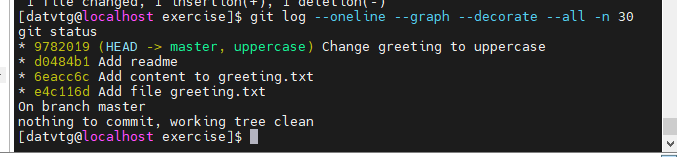 1 file changed, 1 insertion(+), 1 deletion(-)
[datvtg@localhost exercise]$ git log --oneline --graph --decorate --all -n 30
git status
* 9782019 (HEAD -> master, uppercase) Change greeting to uppercase
* d0484b1 Add readme
* 6eacc6c Add content to greeting.txt
* e4c116d Add file greeting.txt
On branch master
nothing to commit, working tree clean
[datvtg@localhost exercise]$